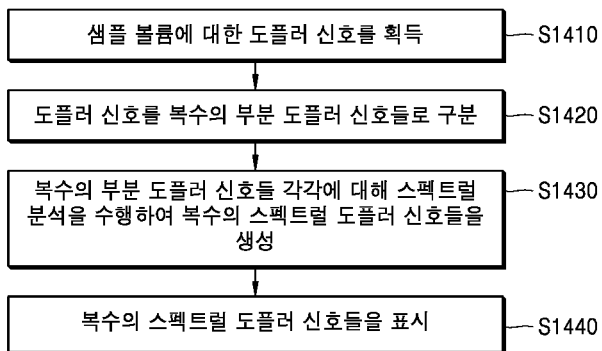 샘플 볼륨에 대한 도플러 신호를 획득
S1410
도플러 신호를 복수의 부분 도플러 신호들로 구분
S1420
복수의 부분 도플러 신호들 각각에 대해 스펙트럴
분석을 수행하여 복수의 스펙트럴 도플러 신호들을
생성
S1430
복수의 스펙트럴 도플러 신호들을 표시
S1440